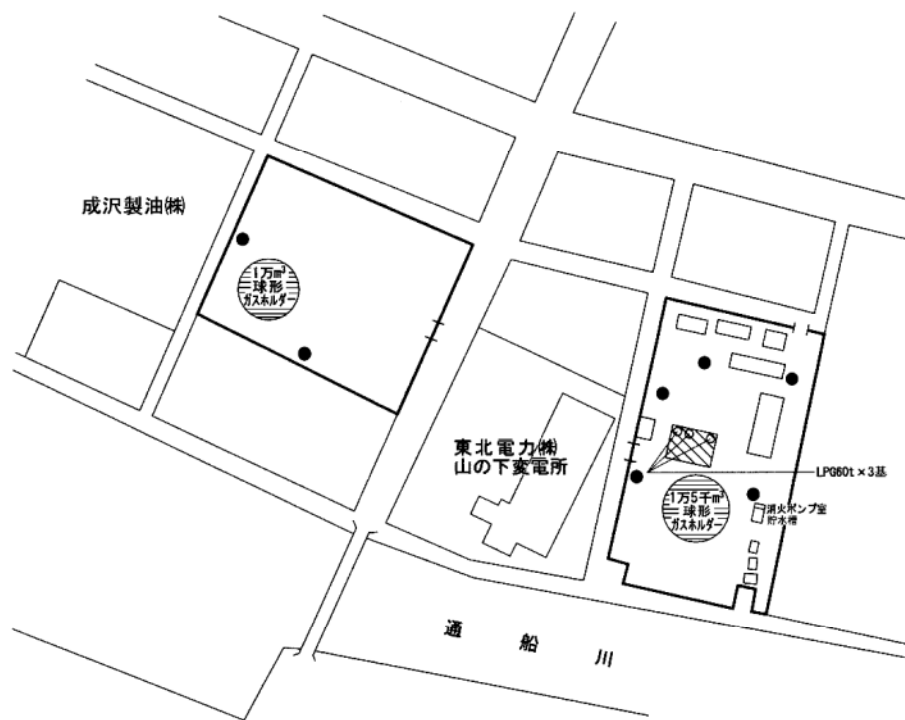 成沢製油㈱
1万m³
球形
ガスホルダー
東北電力㈱
山の下変電所
LPG60t×3基
1万5千m³
球形
ガスホルダー
消火ポンプ室
貯水槽
通船川